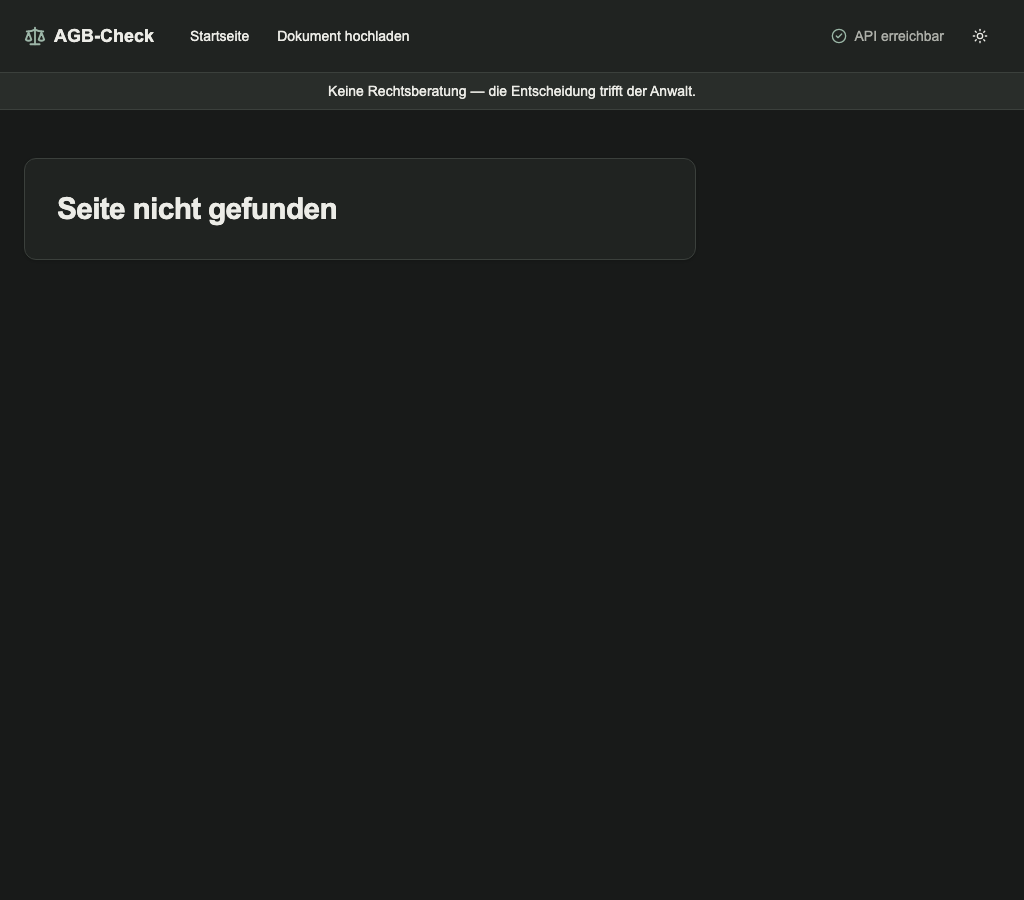 AGB-Check
Startseite
Dokument hochladen
API erreichbar
Keine Rechtsberatung — die Entscheidung trifft der Anwalt.
Seite nicht gefunden